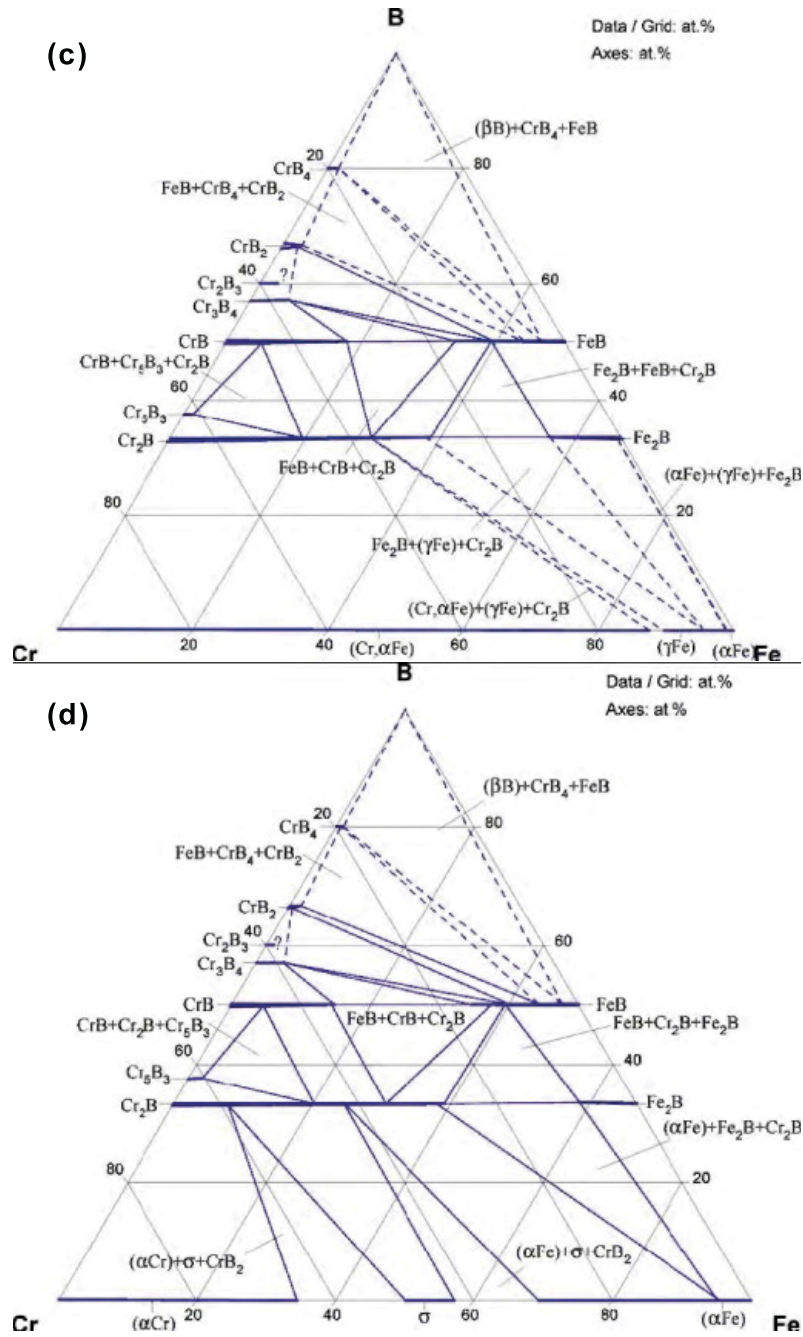 B
Data / Grid: at.%
Axes: at.%
(c)
(βB)+CrB₄+FeB
20
80
CrB₄
FeB+CrB₄+CrB₂
CrB₂
40
?
60
Cr₂B₃
Cr₃B₄
CrB
FeB
CrB+Cr₅B₃+Cr₂B
Fe₂B+FeB+Cr₂B
60
40
Cr₅B₃
Cr₂B
Fe₂B
FeB+CrB+Cr₂B
(αFe)+(γFe)+Fe₂B
80
20
Fe₂B+(γFe)+Cr₂B
(Cr,αFe)+(γFe)+Cr₂B
20
40
60
80
Cr
(Cr,αFe)
(γFe)
(αFe)
Fe
B
Data / Grid: at.%
Axes: at.%
(d)
(βB)+CrB₄+FeB
20
80
CrB₄
FeB+CrB₄+CrB₂
CrB₂
40
?
60
Cr₂B₃
Cr₃B₄
CrB
FeB+CrB+Cr₂B
FeB
CrB+Cr₂B+Cr₅B₃
FeB+Cr₂B+Fe₂B
60
40
Cr₅B₃
Cr₂B
Fe₂B
(αFe)+Fe₂B+Cr₂B
80
20
(αCr)+σ+CrB₂
(αFe)+σ+CrB₂
20
40
60
80
Cr
(αCr)
σ
(αFe)
Fe